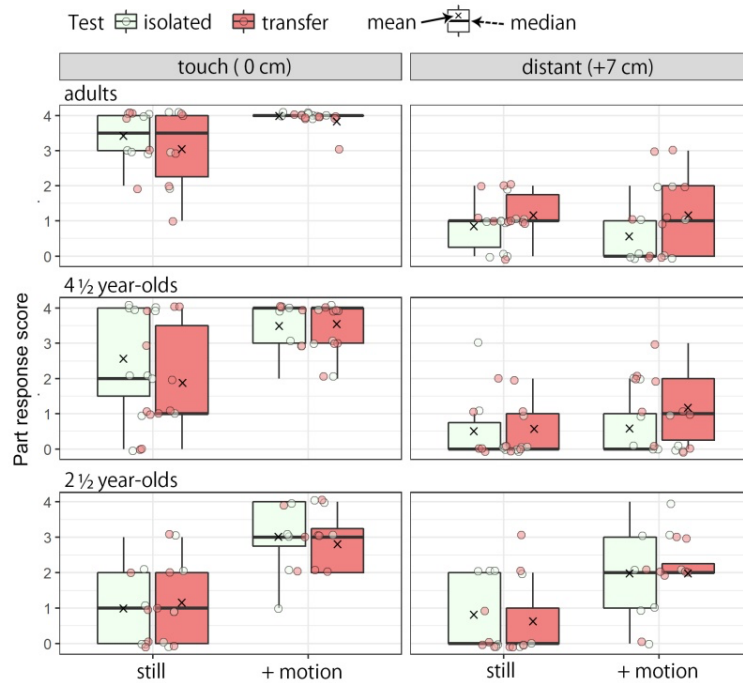 Test isolated transfer mean median
touch ( 0 cm) distant (+7 cm)
adults
4
3
2
1
0
4 ½ year-olds
4
3
2
1
0
2 ½ year-olds
4
3
2
1
0
Part response score
still + motion still + motion